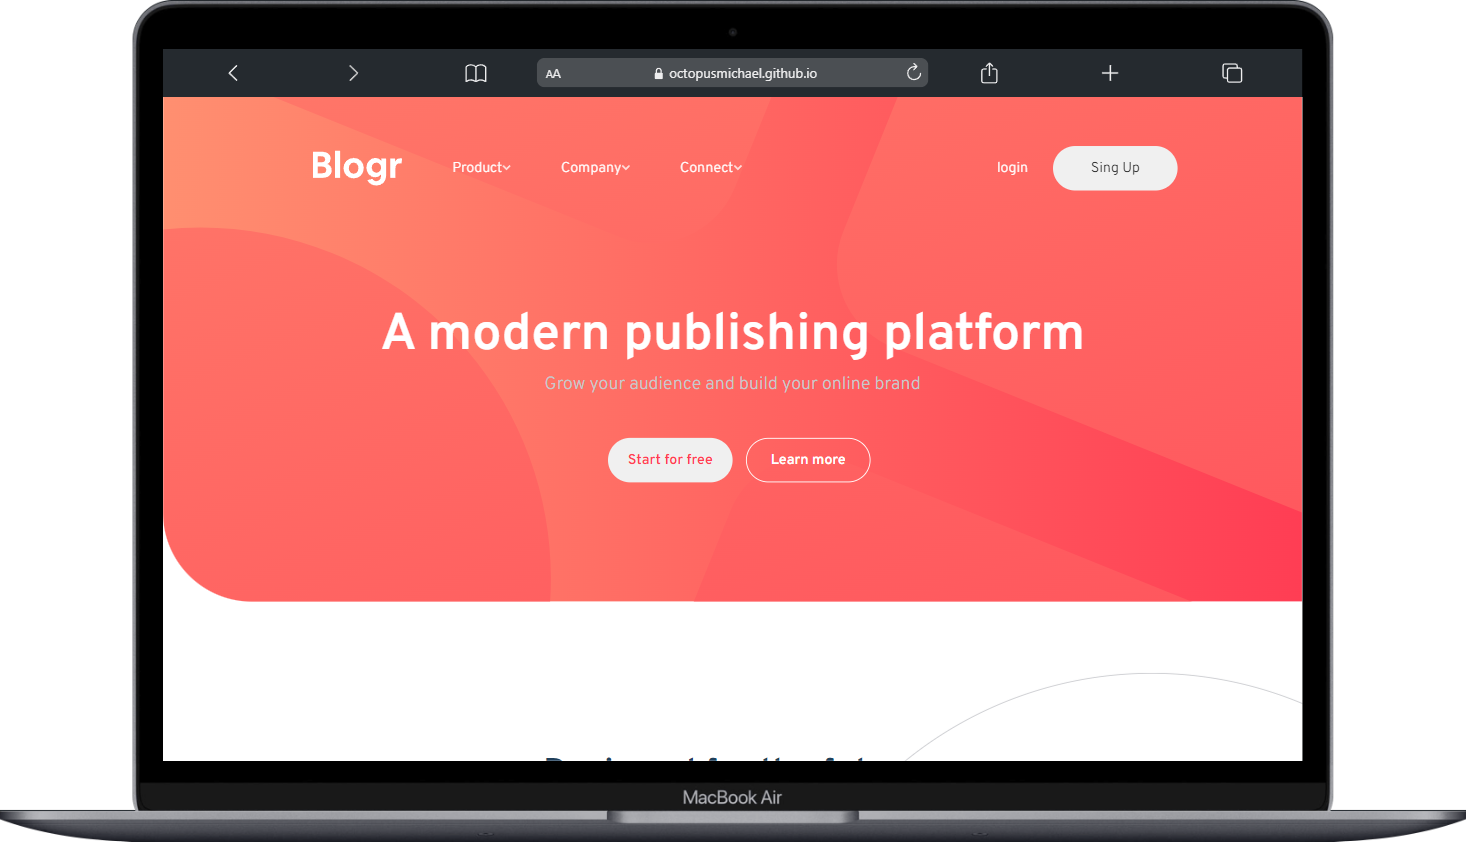 AA octopusmichael.github.io
Blogr Product Company Connect login Sing Up
A modern publishing platform
Grow your audience and build your online brand
Start for free Learn more
MacBook Air